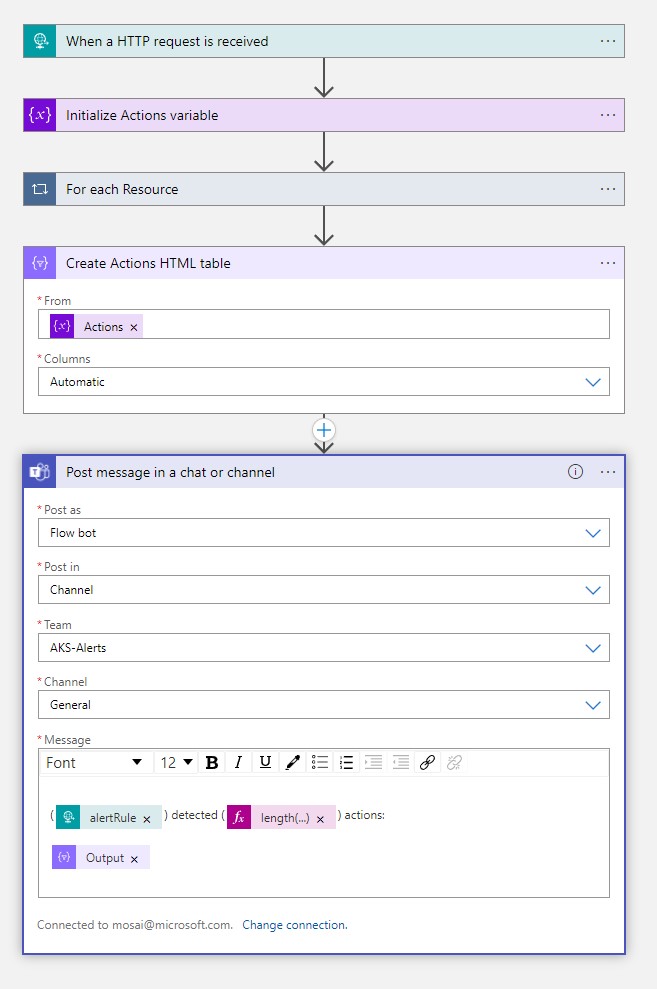 When a HTTP request is received
{x} Initialize Actions variable
For each Resource
Create Actions HTML table
* From
{x} Actions ×
* Columns
Automatic
Post message in a chat or channel
* Post as
Flow bot
* Post in
Channel
* Team
AKS-Alerts
* Channel
General
* Message
Font 12 B I U
( alertRule × ) detected ( fx length(...) × ) actions:
Output ×
Connected to mosai@microsoft.com. Change connection.